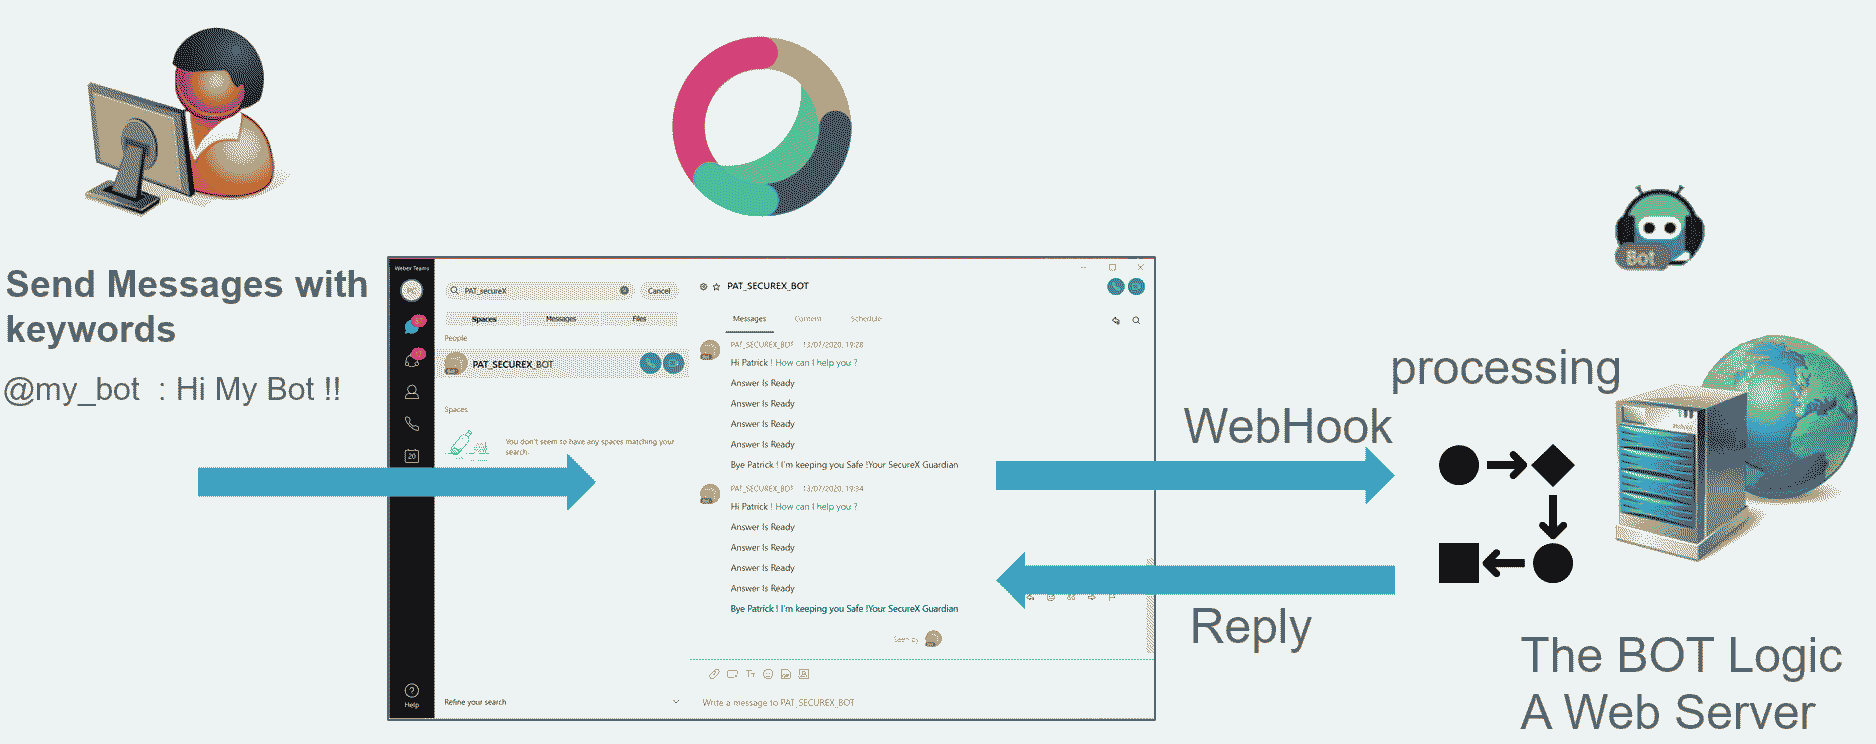 Send Messages with
keywords
@my_bot : Hi My Bot !!
Webex Teams
PC
20
Help
PAT_secureX
Cancel
Spaces
Messages
Files
People
PAT_SECUREX_BOT
Spaces
You don't seem to have any spaces matching your
search.
Refine your search
PAT_SECUREX_BOT
Messages
Content
Schedule
PAT_SECUREX_BOT 13/07/2020, 19:28
Hi Patrick ! How can I help you ?
Answer Is Ready
Answer Is Ready
Answer Is Ready
Answer Is Ready
Bye Patrick ! I'm keeping you Safe !Your SecureX Guardian
PAT_SECUREX_BOT 13/07/2020, 19:34
Hi Patrick ! How can I help you ?
Answer Is Ready
Answer Is Ready
Answer Is Ready
Answer Is Ready
Bye Patrick ! I'm keeping you Safe !Your SecureX Guardian
Seen by
Write a message to PAT_SECUREX_BOT
WebHook
Reply
processing
Bot
The BOT Logic
A Web Server